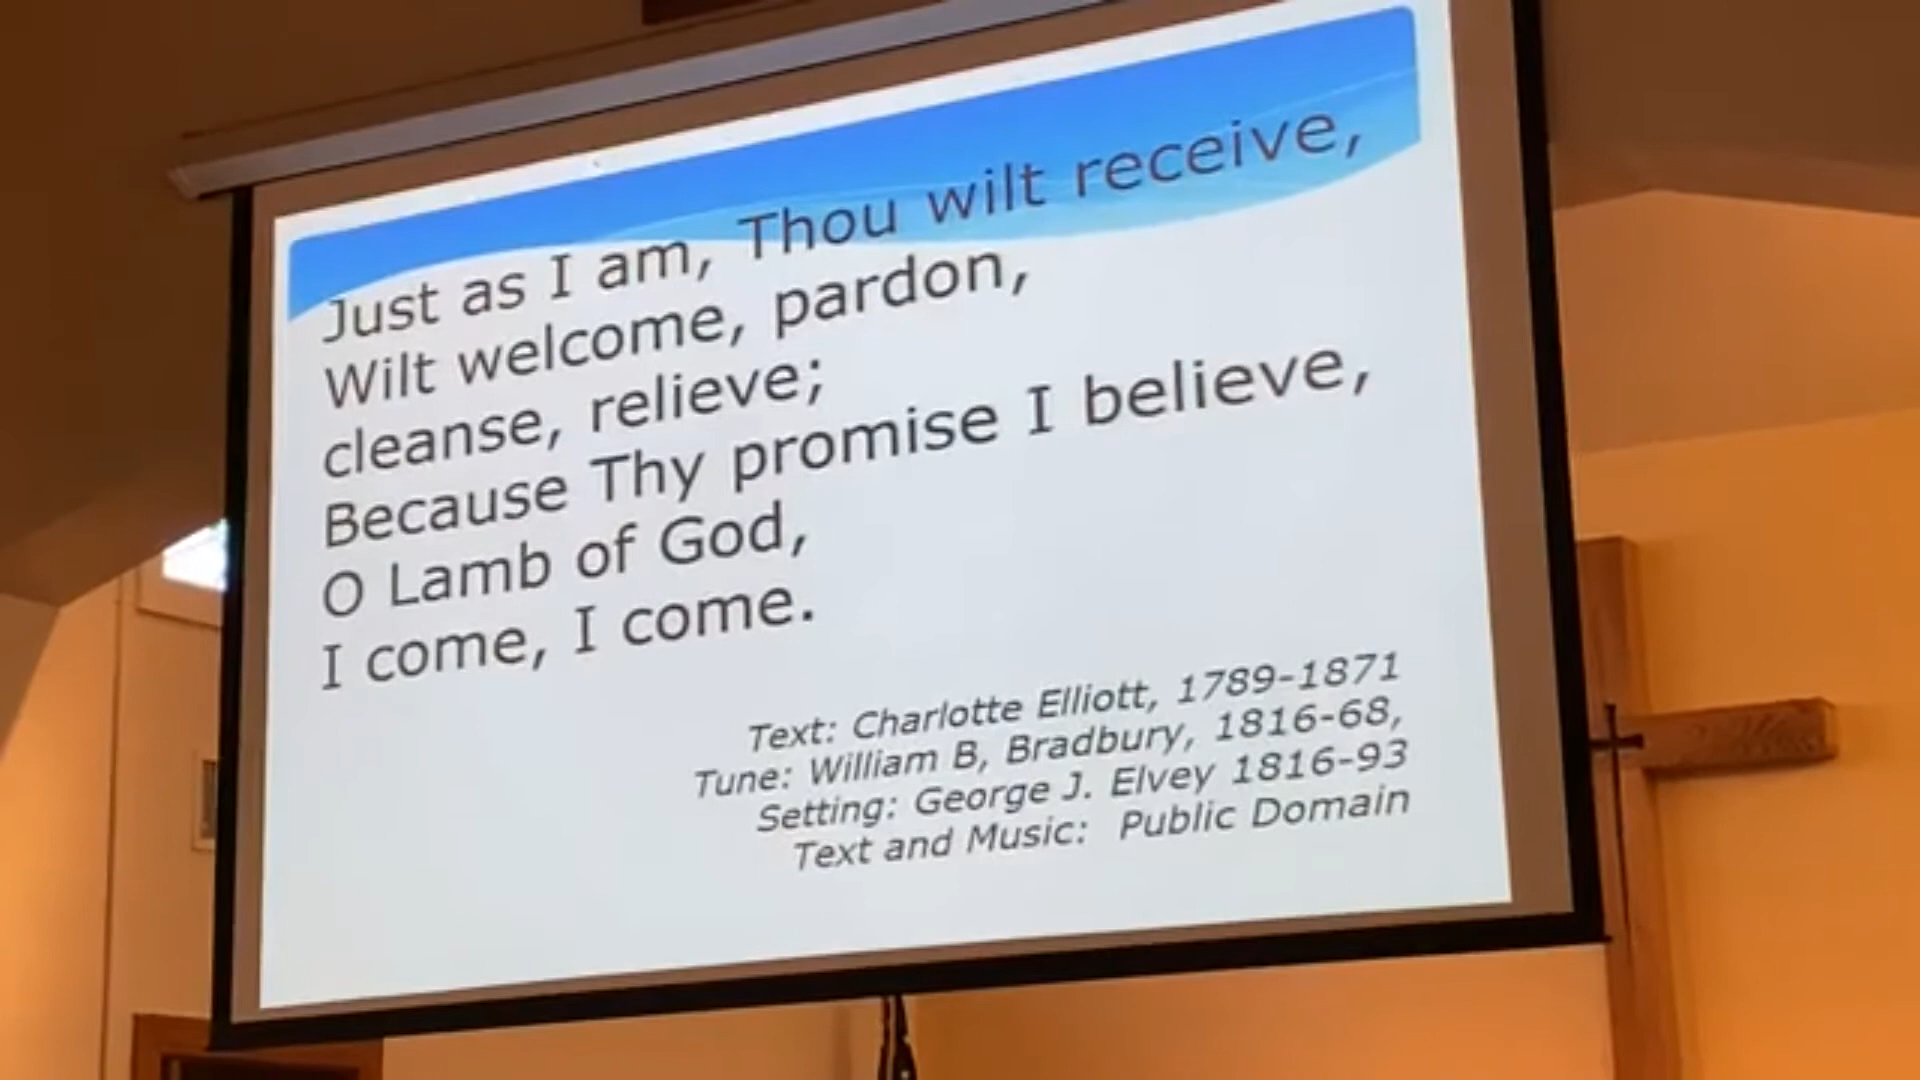 Just as I am, Thou wilt receive,
Wilt welcome, pardon,
cleanse, relieve;
Because Thy promise I believe,
O Lamb of God,
I come, I come.
Text: Charlotte Elliott, 1789-1871
Tune: William B, Bradbury, 1816-68,
Setting: George J. Elvey 1816-93
Text and Music: Public Domain